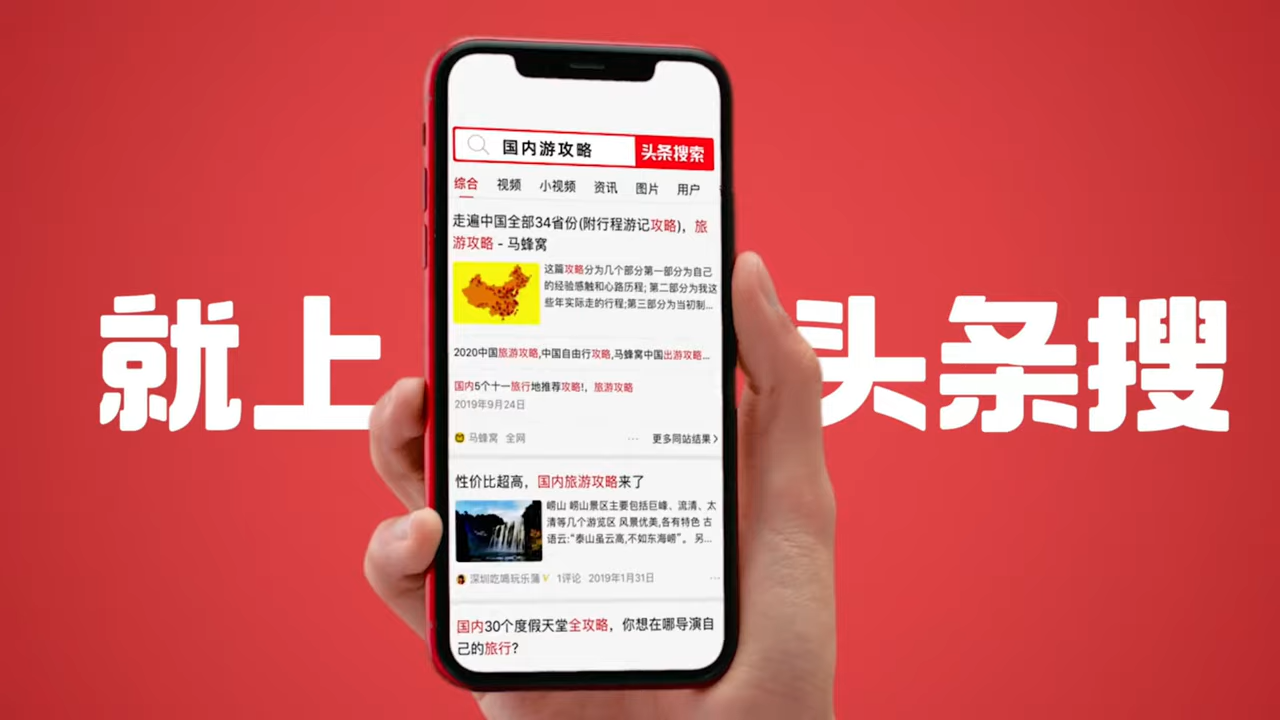 国内游攻略 头条搜索
综合 视频 小视频 资讯 图片 用户
走遍中国全部34省份(附行程游记攻略)，旅
游攻略 - 马蜂窝
这篇攻略分为几个部分第一部分为自己
的经验感触和心路历程; 第二部分为我这
些年实际走的行程;第三部分为当初制...
2020中国旅游攻略,中国自由行攻略,马蜂窝中国出游攻略...
国内5个十一旅行地推荐攻略!，旅游攻略
2019年9月24日
就上 头条搜
马蜂窝 全网 ... 更多网站结果
性价比超高，国内旅游攻略来了
崂山 崂山景区主要包括巨峰、流清、太
清等几个游览区 风景优美,各有特色 古
语云:“泰山虽云高,不如东海崂”。 另...
深圳吃喝玩乐蒲 1评论 2019年1月31日 ...
国内30个度假天堂全攻略，你想在哪导演自
己的旅行?